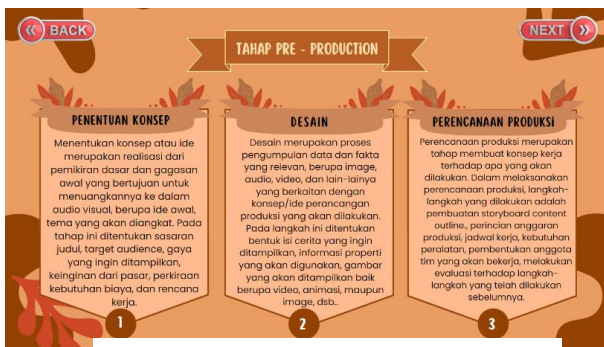 BACK
NEXT
TAHAP PRE - PRODUCTION
PENENTUAN KONSEP
Menentukan konsep atau ide
merupakan realisasi dari
pemikiran dasar dan gagasan
awal yang bertujuan untuk
menuangkannya ke dalam
audio visual, berupa ide awal,
tema yang akan diangkat. Pada
tahap ini ditentukan sasaran
judul, target audience, gaya
yang ingin ditampilkan,
keinginan dari pasar, perkiraan
kebutuhan biaya, dan rencana
kerja.
1
DESAIN
Desain merupakan proses
pengumpulan data dan fakta
yang relevan, berupa image,
audio, video, dan lain-lainya
yang berkaitan dengan
konsep/ide perancangan
produksi yang akan dilakukan.
Pada langkah ini ditentukan
bentuk isi cerita yang ingin
ditampilkan, informasi properti
yang akan digunakan, gambar
yang akan ditampilkan baik
berupa video, animasi, maupun
image, dsb..
2
PERENCANAAN PRODUKSI
Perencanaan produksi merupakan
tahap membuat konsep kerja
terhadap apa yang akan
dilakukan. Dalam melaksanakan
perencanaan produksi, langkah-
langkah yang dilakukan adalah
pembuatan storyboard content
outline,, perincian anggaran
produksi, jadwal kerja, kebutuhan
peralatan, pembentukan anggota
tim yang akan bekerja, melakukan
evaluasi terhadap langkah-
langkah yang telah dilakukan
sebelumnya.
3